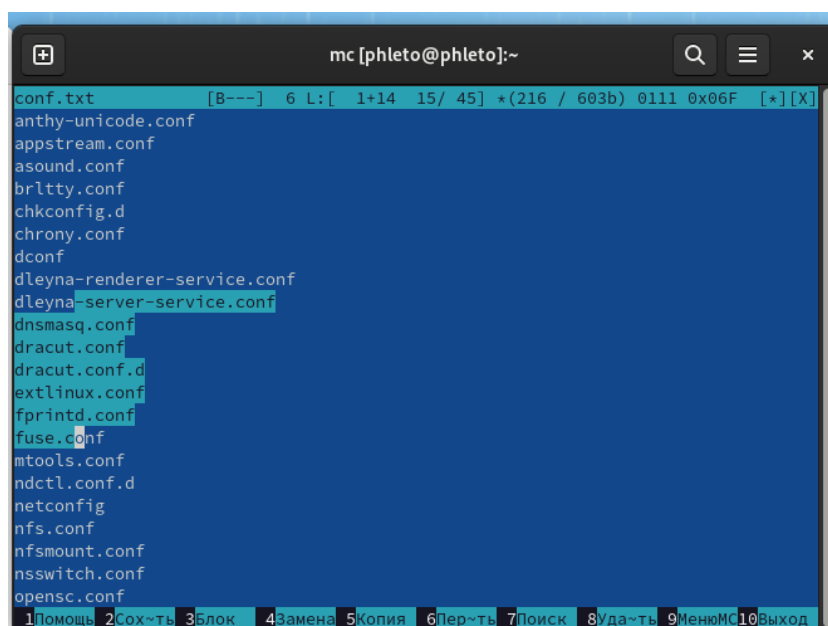 mc [phleto@phleto]:~
conf.txt [B---] 6 L:[ 1+14 15/ 45] *(216 / 603b) 0111 0x06F [*][X]
anthy-unicode.conf
appstream.conf
asound.conf
brltty.conf
chkconfig.d
chrony.conf
dconf
dleyna-renderer-service.conf
dleyna-server-service.conf
dnsmasq.conf
dracut.conf
dracut.conf.d
extlinux.conf
fprintd.conf
fuse.conf
mtools.conf
ndctl.conf.d
netconfig
nfs.conf
nfsmount.conf
nsswitch.conf
opensc.conf
1Помощь 2Сох~ть 3Блок 4Замена 5Копия 6Пер~ть 7Поиск 8Уда~ть 9МенюМС10Выход